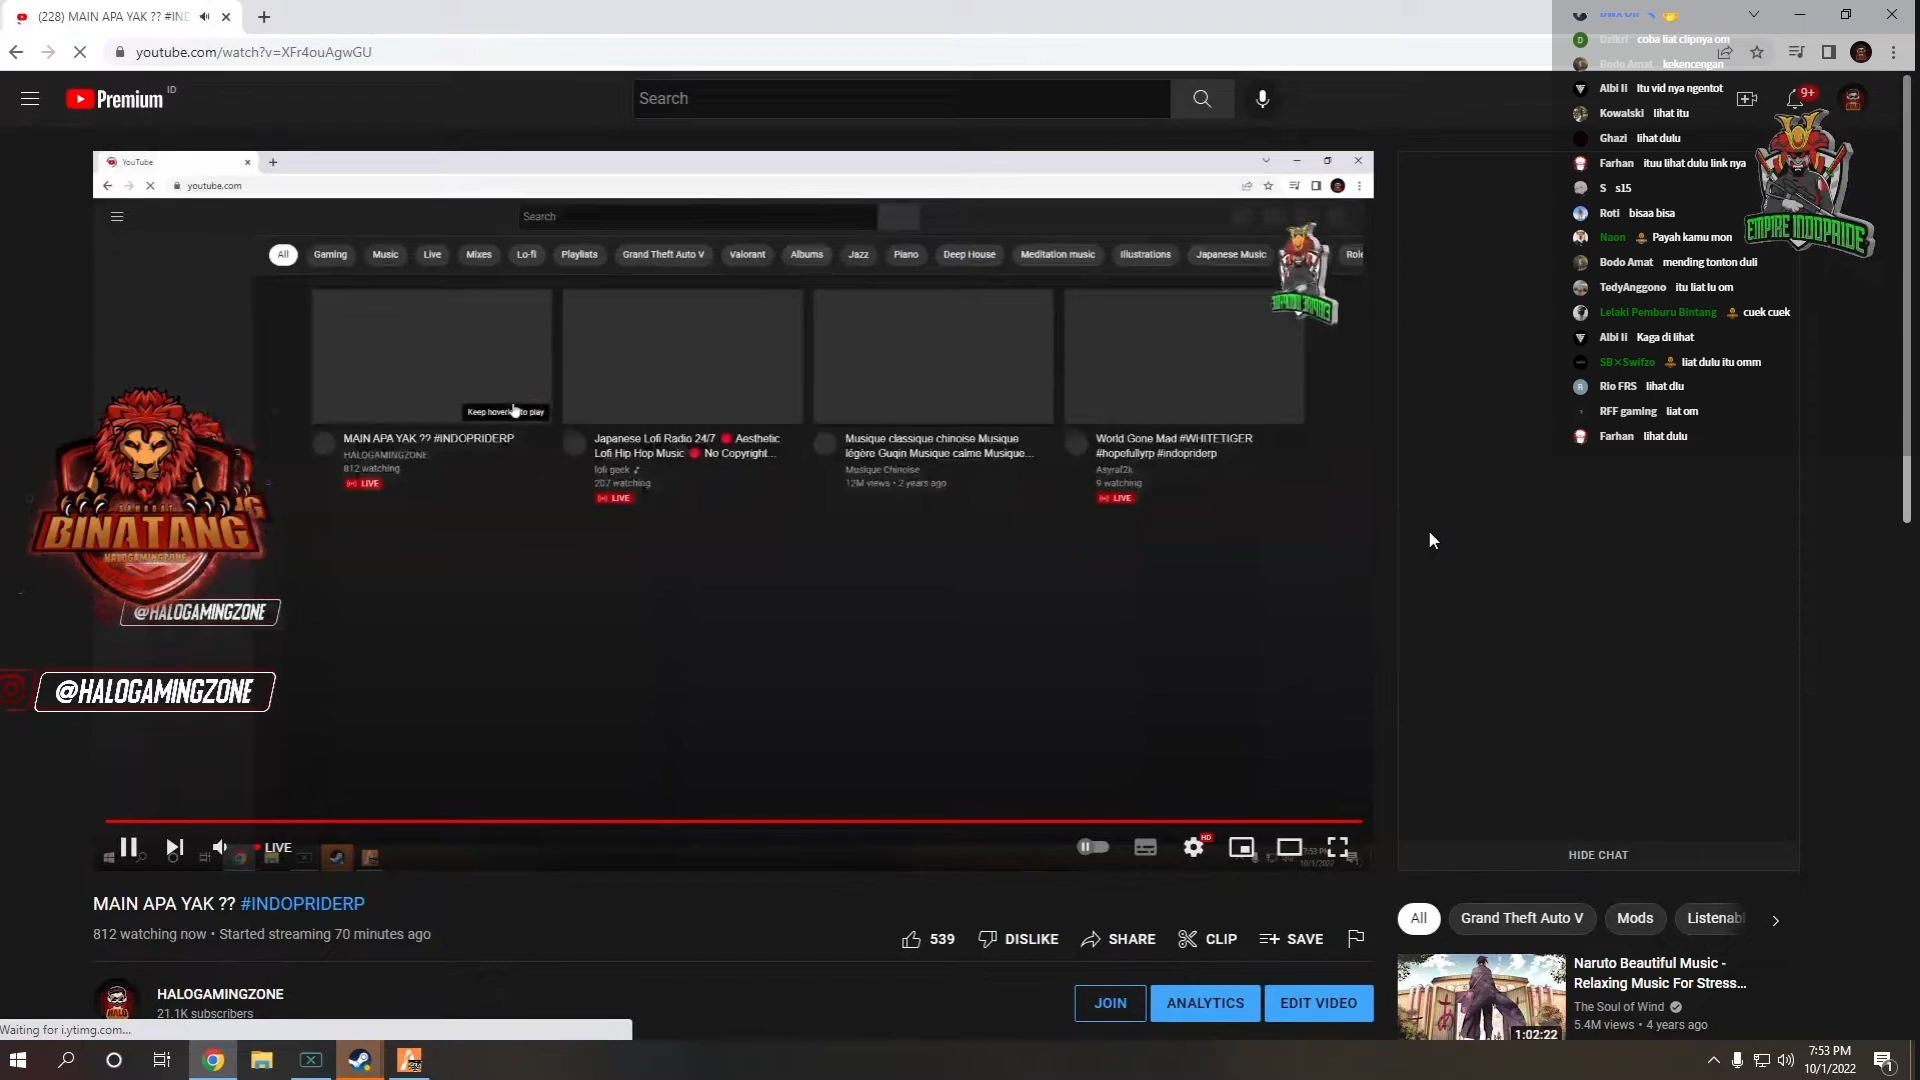 (228) MAIN APA YAK ?? #IND
youtube.com/watch?v=XFr4ouAgwGU
Premium ID
Search
9+
Dzikri coba liat clipnya om
Bodo Amat kekencengan
Albi Ii Itu vid nya ngentot
Kowalski lihat itu
Ghazi lihat dulu
Farhan ituu lihat dulu link nya
S s15
Roti bisaa bisa
Naon Payah kamu mon
Bodo Amat mending tonton duli
TedyAnggono itu liat lu om
Lelaki Pemburu Bintang cuek cuek
Albi Ii Kaga di lihat
SB×Swifzo liat dulu itu omm
Rio FRS lihat dlu
RFF gaming liat om
Farhan lihat dulu
EMPIRE INDOPRIDE
YouTube
youtube.com
Search
All Gaming Music Live Mixes Lo-fi Playlists Grand Theft Auto V Valorant Albums Jazz Piano Deep House Meditation music Illustrations Japanese Music Role
EMPIRE INDOPRIDE
MAIN APA YAK ?? #INDOPRIDERP
HALOGAMINGZONE
812 watching
LIVE
Japanese Lofi Radio 24/7 Aesthetic
Lofi Hip Hop Music No Copyright...
lofi geek
207 watching
LIVE
Musique classique chinoise Musique
légère Guqin Musique calme Musique...
Musique Chinoise
12M views • 2 years ago
World Gone Mad #WHITETIGER
#hopefullyrp #indopriderp
Asyraf2k
9 watching
LIVE
BINATANG
HALOGAMINGZONE
@HALOGAMINGZONE
@HALOGAMINGZONE
LIVE
HD
HIDE CHAT
MAIN APA YAK ?? #INDOPRIDERP
812 watching now • Started streaming 70 minutes ago
539 DISLIKE SHARE CLIP SAVE
HALOGAMINGZONE
21.1K subscribers
JOIN ANALYTICS EDIT VIDEO
All Grand Theft Auto V Mods Listenab
Naruto Beautiful Music -
Relaxing Music For Stress...
The Soul of Wind
5.4M views • 4 years ago
1:02:22
Waiting for i.ytimg.com...
7:53 PM
10/1/2022
1